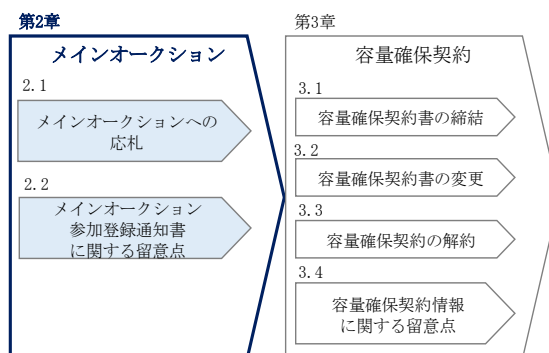 第2章
メインオークション
2.1
メインオークションへの
応札
2.2
メインオークション
参加登録通知書
に関する留意点
第3章
容量確保契約
3.1
容量確保契約書の締結
3.2
容量確保契約書の変更
3.3
容量確保契約の解約
3.4
容量確保契約情報
に関する留意点